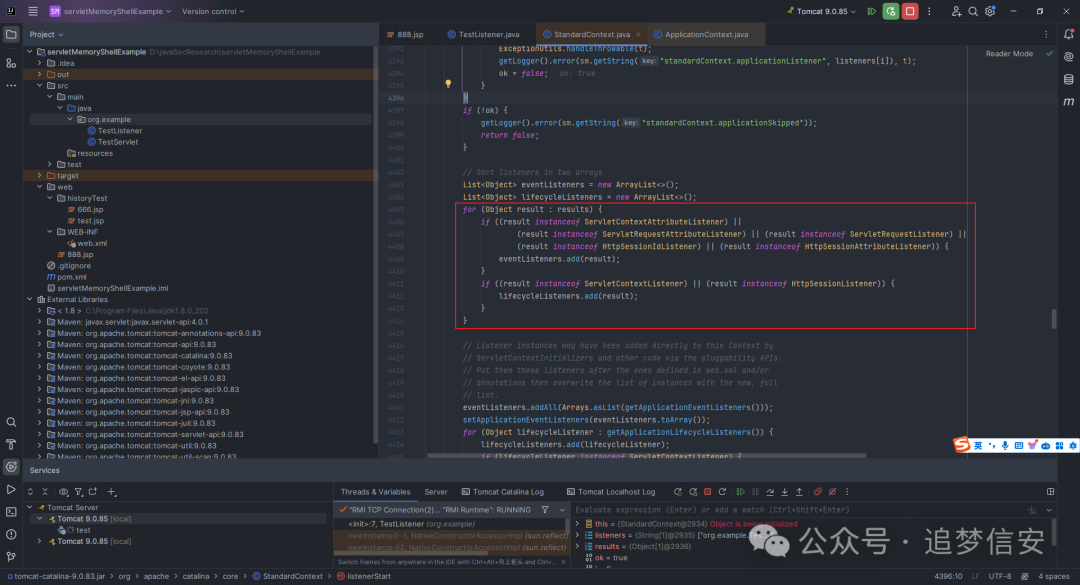 servletMemoryShellExample
Version control
Tomcat 9.0.85
Project
888.jsp
TestListener.java
StandardContext.java
ApplicationContext.java
servletMemoryShellExample D:\javaSecResearch\servletMemoryShellExample
.idea
out
src
main
java
org.example
TestListener
TestServlet
resources
test
target
web
historyTest
666.jsp
test.jsp
WEB-INF
web.xml
888.jsp
.gitignore
pom.xml
servletMemoryShellExample.iml
External Libraries
< 1.8 > C:\Program Files\Java\jdk1.8.0_202
Maven: javax.servlet:javax.servlet-api:4.0.1
Maven: org.apache.tomcat:tomcat-annotations-api:9.0.83
Maven: org.apache.tomcat:tomcat-api:9.0.83
Maven: org.apache.tomcat:tomcat-catalina:9.0.83
Maven: org.apache.tomcat:tomcat-coyote:9.0.83
Maven: org.apache.tomcat:tomcat-el-api:9.0.83
Maven: org.apache.tomcat:tomcat-jaspic-api:9.0.83
Maven: org.apache.tomcat:tomcat-jni:9.0.83
Maven: org.apache.tomcat:tomcat-jsp-api:9.0.83
Maven: org.apache.tomcat:tomcat-juli:9.0.83
Maven: org.apache.tomcat:tomcat-servlet-api:9.0.83
Maven: org.apache.tomcat:tomcat-util:9.0.83
Maven: org.apache.tomcat:tomcat-util-scan:9.0.83
Reader Mode
4392 ExceptionUtils.handleThrowable(t);
4393 getLogger().error(sm.getString( key: "standardContext.applicationListener", listeners[i]), t);
4394 ok = false; ok: true
4395 }
4396 }
4397 if (!ok) {
4398 getLogger().error(sm.getString( key: "standardContext.applicationSkipped"));
4399 return false;
4400 }
4401
4402 // Sort listeners in two arrays
4403 List<Object> eventListeners = new ArrayList<>();
4404 List<Object> lifecycleListeners = new ArrayList<>();
4405 for (Object result : results) {
4406 if ((result instanceof ServletContextAttributeListener) ||
4407 (result instanceof ServletRequestAttributeListener) || (result instanceof ServletRequestListener) ||
4408 (result instanceof HttpSessionIdListener) || (result instanceof HttpSessionAttributeListener)) {
4409 eventListeners.add(result);
4410 }
4411 if ((result instanceof ServletContextListener) || (result instanceof HttpSessionListener)) {
4412 lifecycleListeners.add(result);
4413 }
4414 }
4415
4416 // Listener instances may have been added directly to this Context by
4417 // ServletContextInitializers and other code via the pluggability APIs.
4418 // Put them these listeners after the ones defined in web.xml and/or
4419 // annotations then overwrite the list of instances with the new, full
4420 // list.
4421 eventListeners.addAll(Arrays.asList(getApplicationEventListeners()));
4422 setApplicationEventListeners(eventListeners.toArray());
4423 for (Object lifecycleListener : getApplicationLifecycleListeners()) {
4424 lifecycleListeners.add(lifecycleListener);
4425 if (lifecycleListener instanceof ServletContextListener) {
英
Services
Tomcat Server
Tomcat 9.0.85 [local]
test
Tomcat 9.0.85 [local]
Threads & Variables
Server
Tomcat Catalina Log
Tomcat Localhost Log
"RMI TCP Connection(2)... "RMI Runtime": RUNNING
<init>:7, TestListener (org.example)
newInstance0:-1, NativeConstructorAccessorImpl (sun.reflect)
newInstance:62, NativeConstructorAccessorImpl (sun.reflect)
Switch frames from anywhere in the IDE with Ctrl+Alt+向上箭头 and Ctrl+...
Evaluate expression (Enter) or add a watch (Ctrl+Shift+Enter)
this = {StandardContext@2934} Object is being initialized
listeners = {String[1]@2935} ["org.example.Tes...
results = {Object[1]@2936}
ok = true
公众号 · 追梦信安
tomcat-catalina-9.0.83.jar > org > apache > catalina > core > StandardContext > listenerStart
4396:10 LF UTF-8 4 spaces